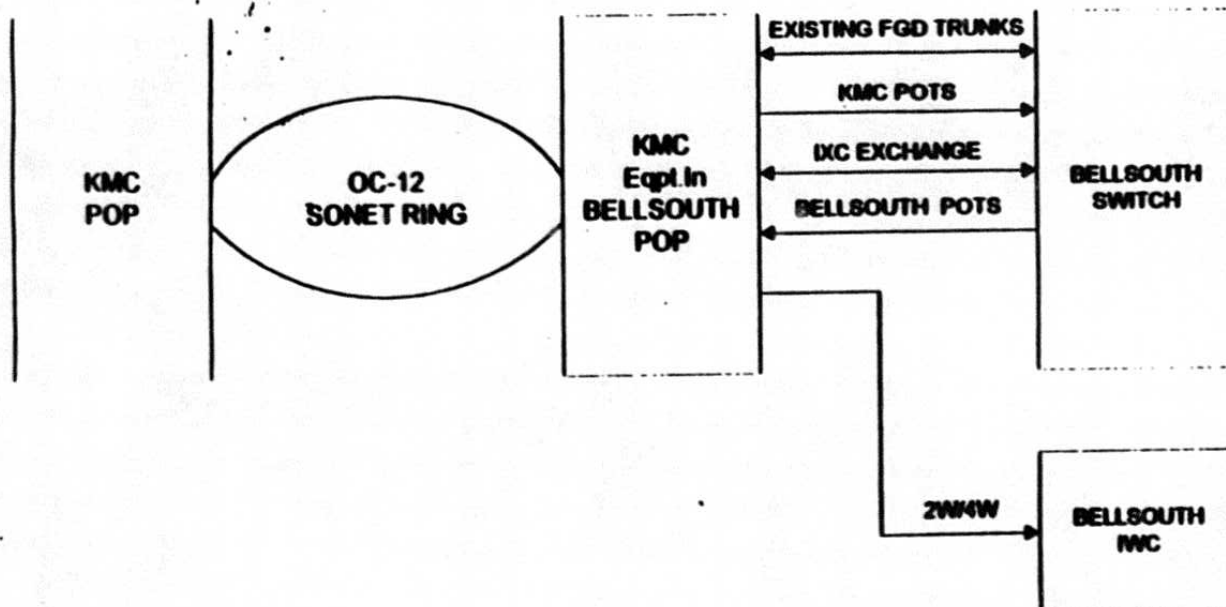 EXISTING FGD TRUNKS
KMC POTS
IXC EXCHANGE
BELLSOUTH POTS
KMC
POP
OC-12
SONET RING
KMC
Eqpt.In
BELLSOUTH
POP
BELLSOUTH
SWITCH
2W/4W
BELLSOUTH
IWC